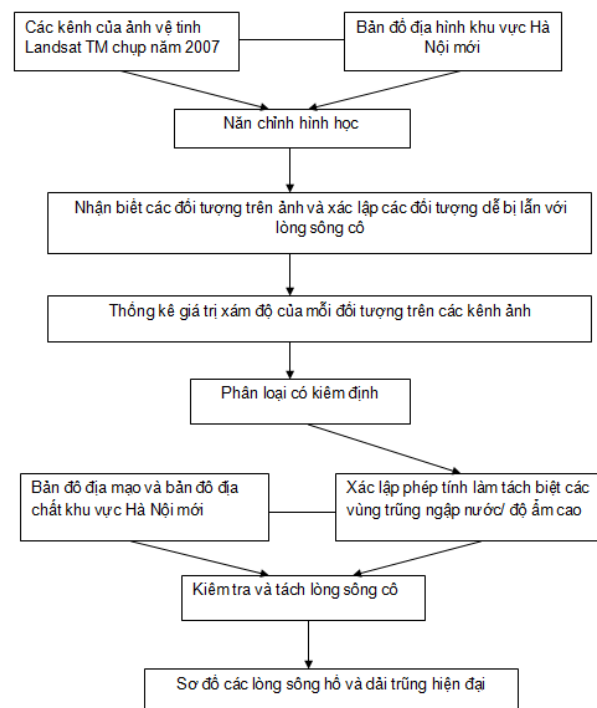 Các kênh của ảnh vệ tinh
Landsat TM chụp năm 2007
Bản đồ địa hình khu vực Hà
Nội mới
Năn chỉnh hình học
Nhận biết các đối tượng trên ảnh và xác lập các đối tượng dễ bị lẫn với
lòng sông cổ
Thống kê giá trị xám độ của mỗi đối tượng trên các kênh ảnh
Phân loại có kiểm định
Bản đồ địa mạo và bản đồ địa
chất khu vực Hà Nội mới
Xác lập phép tính làm tách biệt các
vùng trũng ngập nước/ độ ẩm cao
Kiểm tra và tách lòng sông cổ
Sơ đồ các lòng sông hồ và dải trũng hiện đại